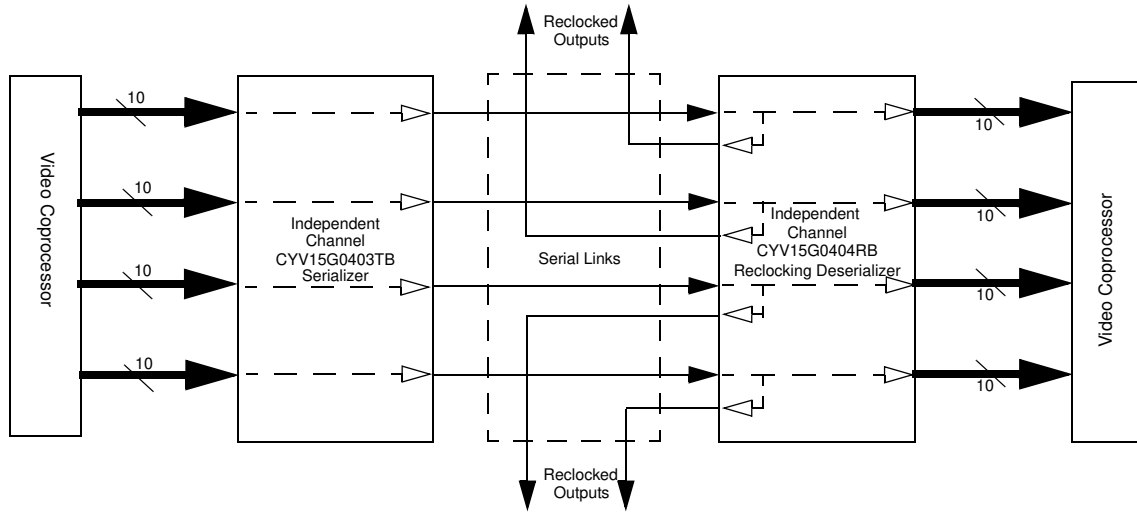 Reclocked
Outputs
10
10
10
10
Video Coprocessor
Independent
Channel
CYV15G0403TB
Serializer
Serial Links
Independent
Channel
CYV15G0404RB
Reclocking Deserializer
10
10
10
10
Video Coprocessor
Reclocked
Outputs